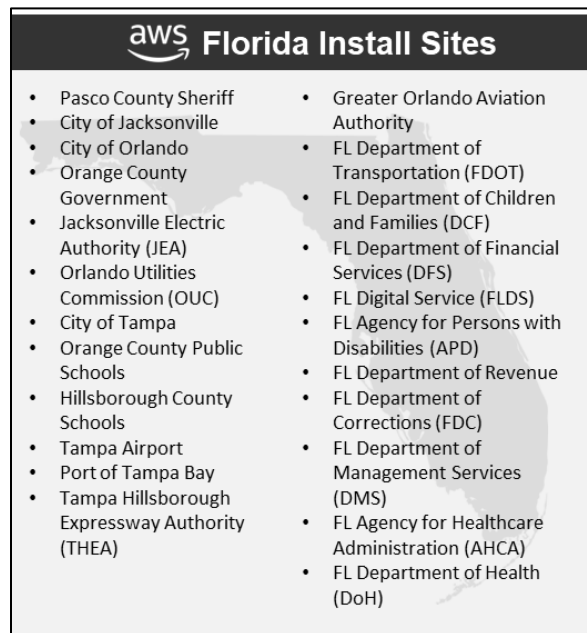 aws Florida Install Sites
• Pasco County Sheriff
• City of Jacksonville
• City of Orlando
• Orange County
Government
• Jacksonville Electric
Authority (JEA)
• Orlando Utilities
Commission (OUC)
• City of Tampa
• Orange County Public
Schools
• Hillsborough County
Schools
• Tampa Airport
• Port of Tampa Bay
• Tampa Hillsborough
Expressway Authority
(THEA)
• Greater Orlando Aviation
Authority
• FL Department of
Transportation (FDOT)
• FL Department of Children
and Families (DCF)
• FL Department of Financial
Services (DFS)
• FL Digital Service (FLDS)
• FL Agency for Persons with
Disabilities (APD)
• FL Department of Revenue
• FL Department of
Corrections (FDC)
• FL Department of
Management Services
(DMS)
• FL Agency for Healthcare
Administration (AHCA)
• FL Department of Health
(DoH)